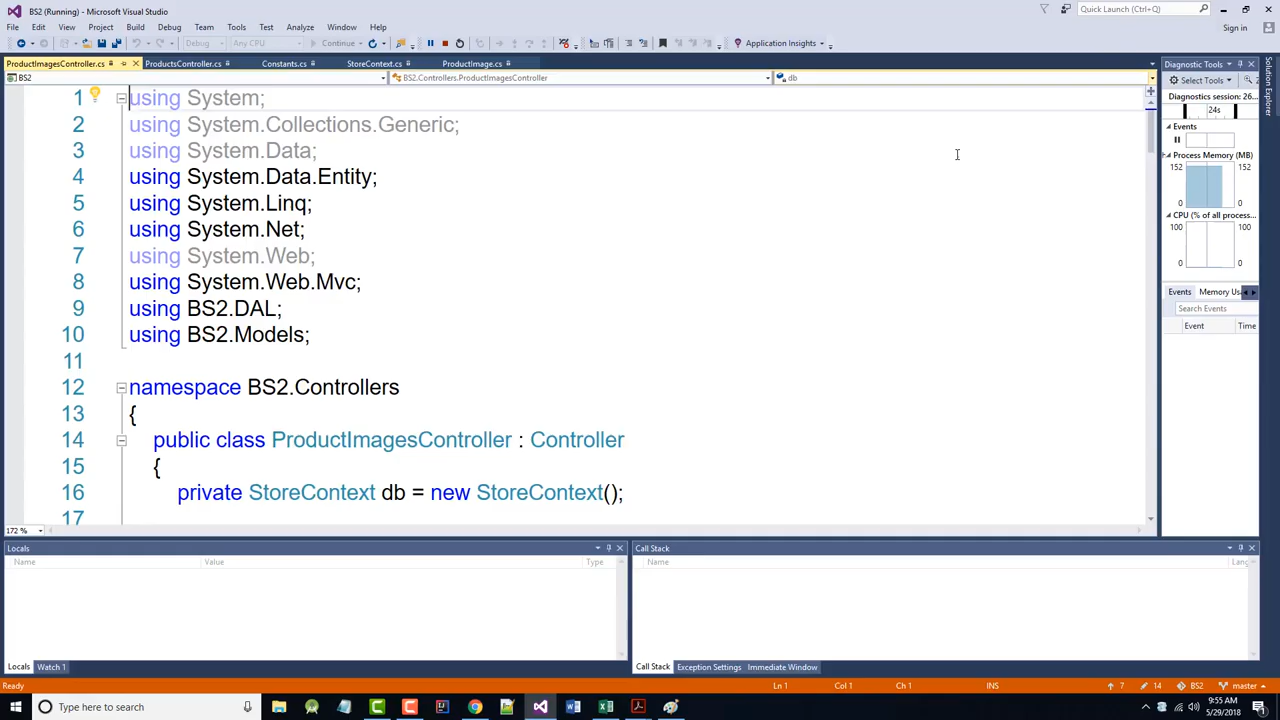 BS2 (Running) - Microsoft Visual Studio
Quick Launch (Ctrl+Q)
File Edit View Project Build Debug Team Tools Test Analyze Window Help
Sign in
Debug Any CPU Continue Application Insights
ProductImagesController.cs ProductsController.cs Constants.cs StoreContext.cs ProductImage.cs
BS2 BS2.Controllers.ProductImagesController db
1 using System;
2 using System.Collections.Generic;
3 using System.Data;
4 using System.Data.Entity;
5 using System.Linq;
6 using System.Net;
7 using System.Web;
8 using System.Web.Mvc;
9 using BS2.DAL;
10 using BS2.Models;
11
12 namespace BS2.Controllers
13 {
14 public class ProductImagesController : Controller
15 {
16 private StoreContext db = new StoreContext();
17
172 %
Diagnostic Tools
Select Tools
Diagnostics session: 26...
24s
Events
Process Memory (MB)
152 152
0 0
CPU (% of all process...
100 100
0 0
Events Memory Us
Search Events
Event Time
Solution Explorer
Locals
Name Value Type
Locals Watch 1
Call Stack
Name Lang
Call Stack Exception Settings Immediate Window
Ready Ln 1 Col 1 Ch 1 INS 7 14 BS2 master
Type here to search
9:55 AM
5/29/2018